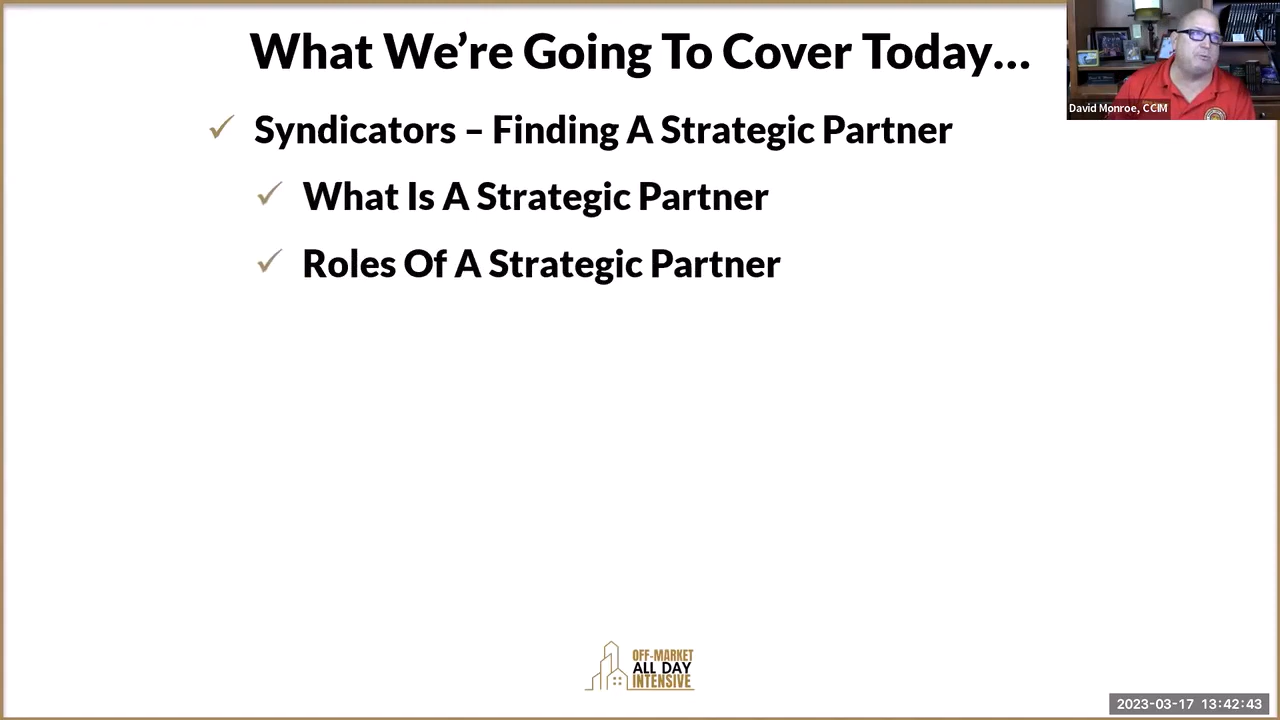 What We’re Going To Cover Today...
David Monroe, CCIM
Syndicators – Finding A Strategic Partner
What Is A Strategic Partner
Roles Of A Strategic Partner
OFF-MARKET
ALL DAY
INTENSIVE
2023-03-17 13:42:43